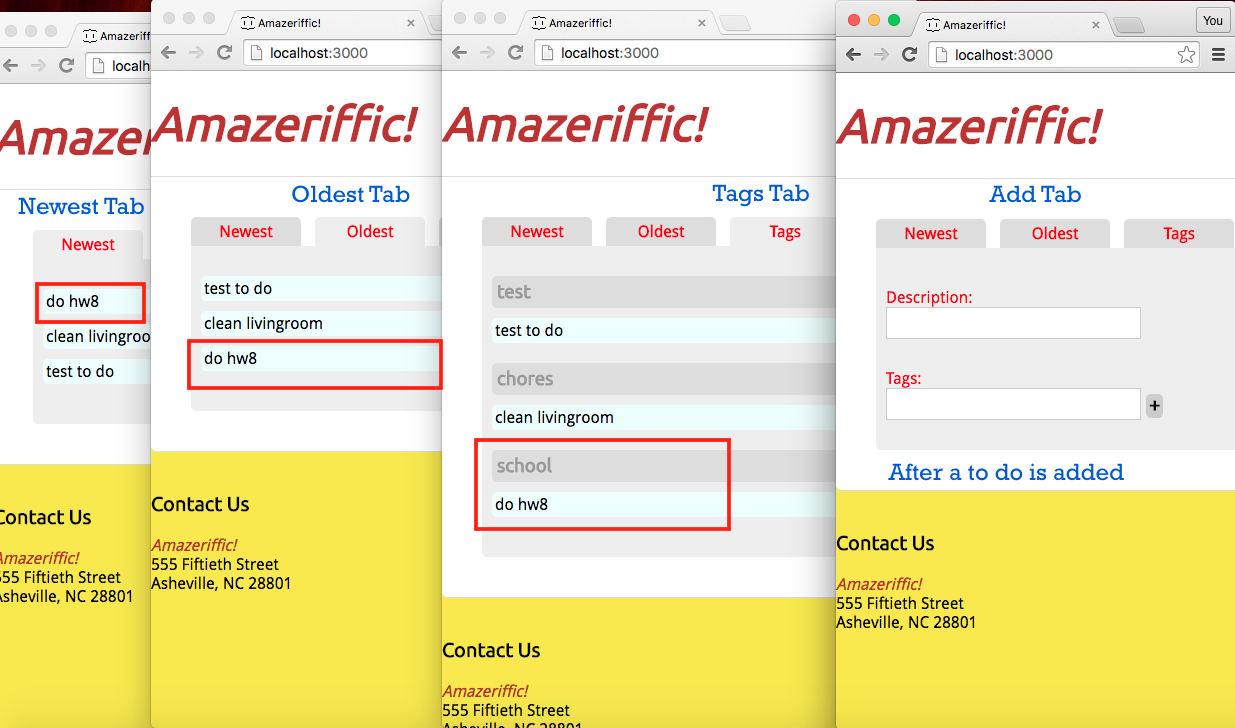 Amazeriff
localh
Amazer
Newest Tab
Newest
do hw8
clean livingroo
test to do
Contact Us
Amazeriffic!
555 Fiftieth Street
Asheville, NC 28801
Amazeriffic!
localhost:3000
Amazeriffic!
Oldest Tab
Newest
Oldest
test to do
clean livingroom
do hw8
Contact Us
Amazeriffic!
555 Fiftieth Street
Asheville, NC 28801
Amazeriffic!
localhost:3000
Amazeriffic!
Tags Tab
Newest
Oldest
Tags
test
test to do
chores
clean livingroom
school
do hw8
Contact Us
Amazeriffic!
555 Fiftieth Street
Asheville, NC 28801
Amazeriffic!
You
localhost:3000
Amazeriffic!
Add Tab
Newest
Oldest
Tags
Description:
Tags:
+
After a to do is added
Contact Us
Amazeriffic!
555 Fiftieth Street
Asheville, NC 28801